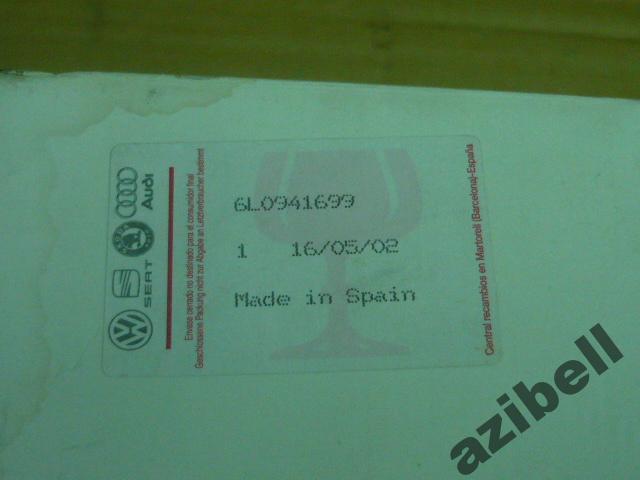 Audi
SEAT
Envase cerrado no destinado para el consumidor final
Geschlossene Packung nicht zur Abgabe an Letztverbraucher bestimmt
6L0941699
1 16/05/02
Made in Spain
Central recambios en Martorell (Barcelona)-España
azibell